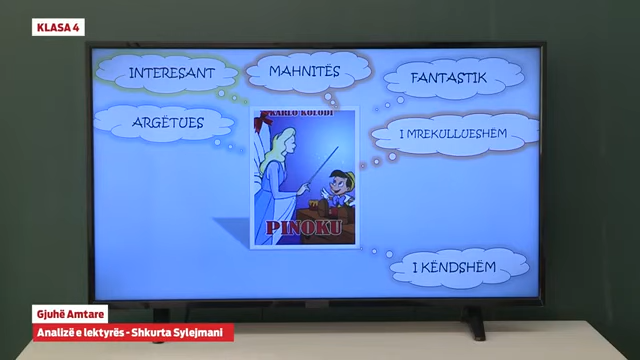 KLASA 4
INTERESANT
MAHNITËS
FANTASTIK
ARGËTUES
KARLO KOLODI
I MREKULLUESHËM
PINOKU
I KËNDSHËM
Gjuhë Amtare
Analizë e lektyrës - Shkurta Sylejmani